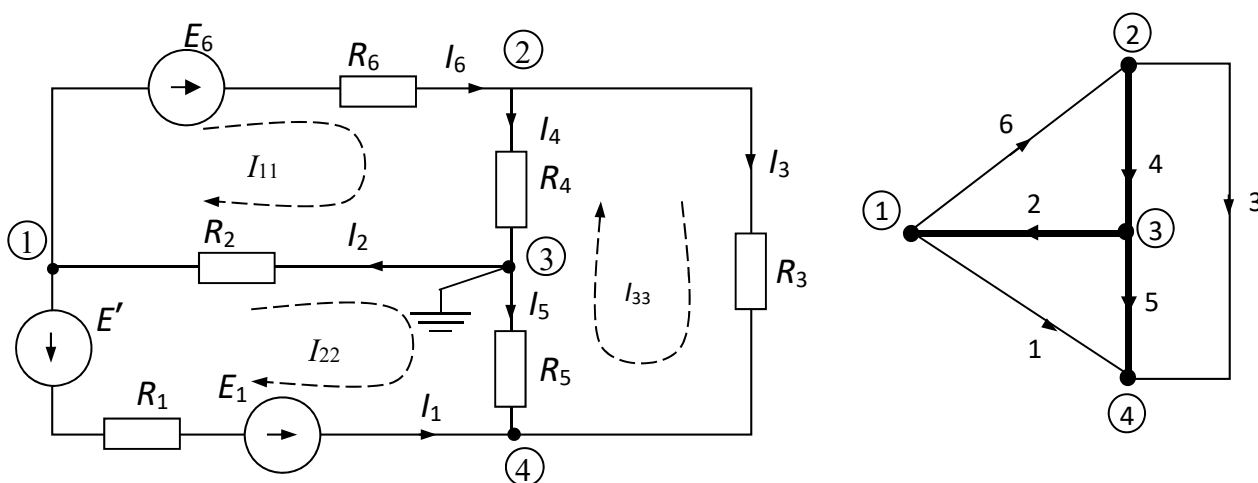 E6
R6
I6
②
I4
I11
R4
I3
①
R2
I2
③
R3
E′
I5
I33
I22
R5
R1
E1
I1
④
②
6
4
①
2
③
3
5
1
④